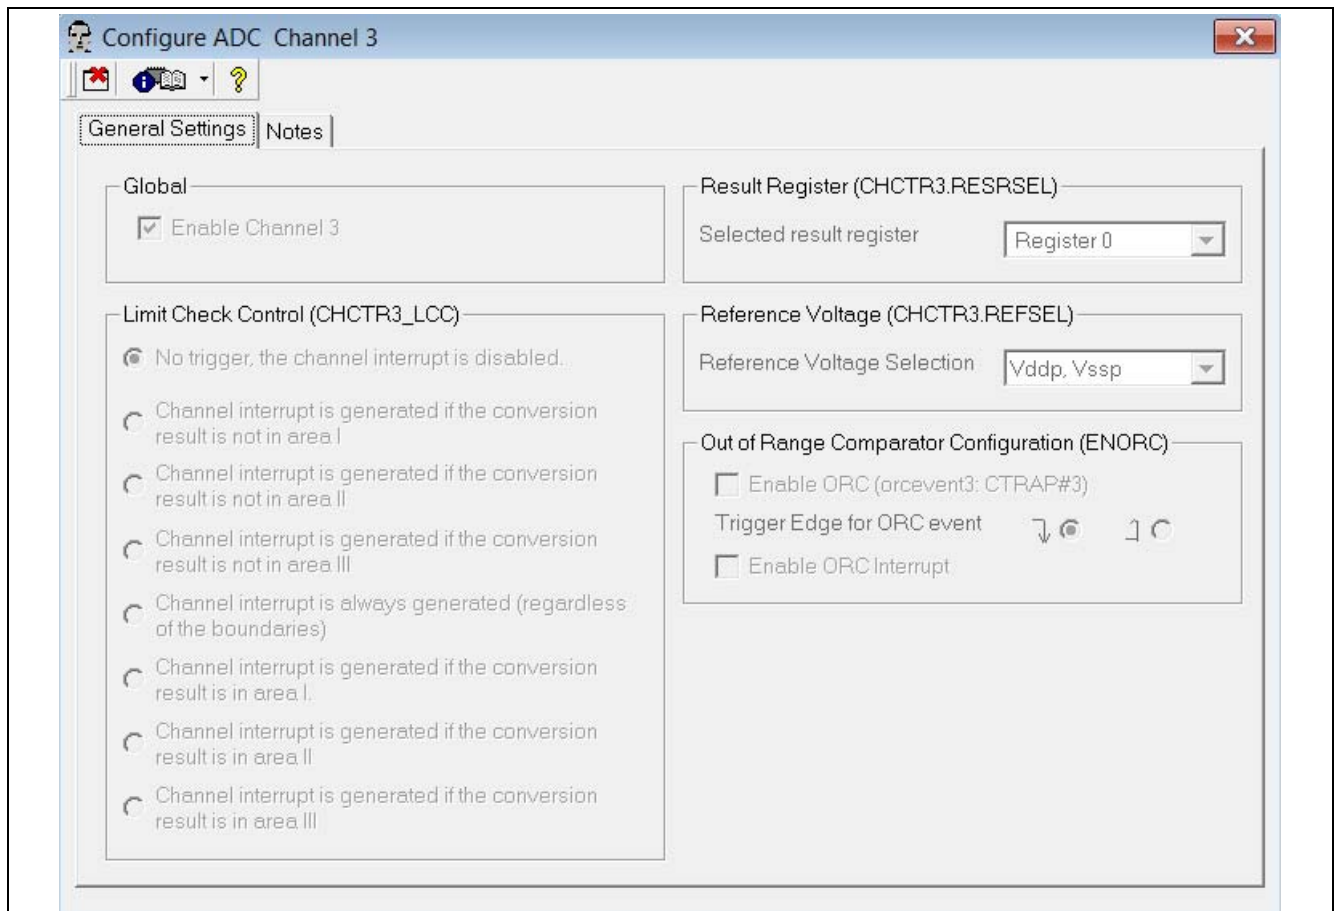 Configure ADC Channel 3
General Settings
Notes
Global
Enable Channel 3
Limit Check Control (CHCTR3_LCC)
No trigger, the channel interrupt is disabled.
Channel interrupt is generated if the conversion
result is not in area I
Channel interrupt is generated if the conversion
result is not in area II
Channel interrupt is generated if the conversion
result is not in area III
Channel interrupt is always generated (regardless
of the boundaries)
Channel interrupt is generated if the conversion
result is in area I.
Channel interrupt is generated if the conversion
result is in area II
Channel interrupt is generated if the conversion
result is in area III
Result Register (CHCTR3.RESRSEL)
Selected result register
Register 0
Reference Voltage (CHCTR3.REFSEL)
Reference Voltage Selection
Vddp, Vssp
Out of Range Comparator Configuration (ENORC)
Enable ORC (orcevent3: CTRAP#3)
Trigger Edge for ORC event
Enable ORC Interrupt